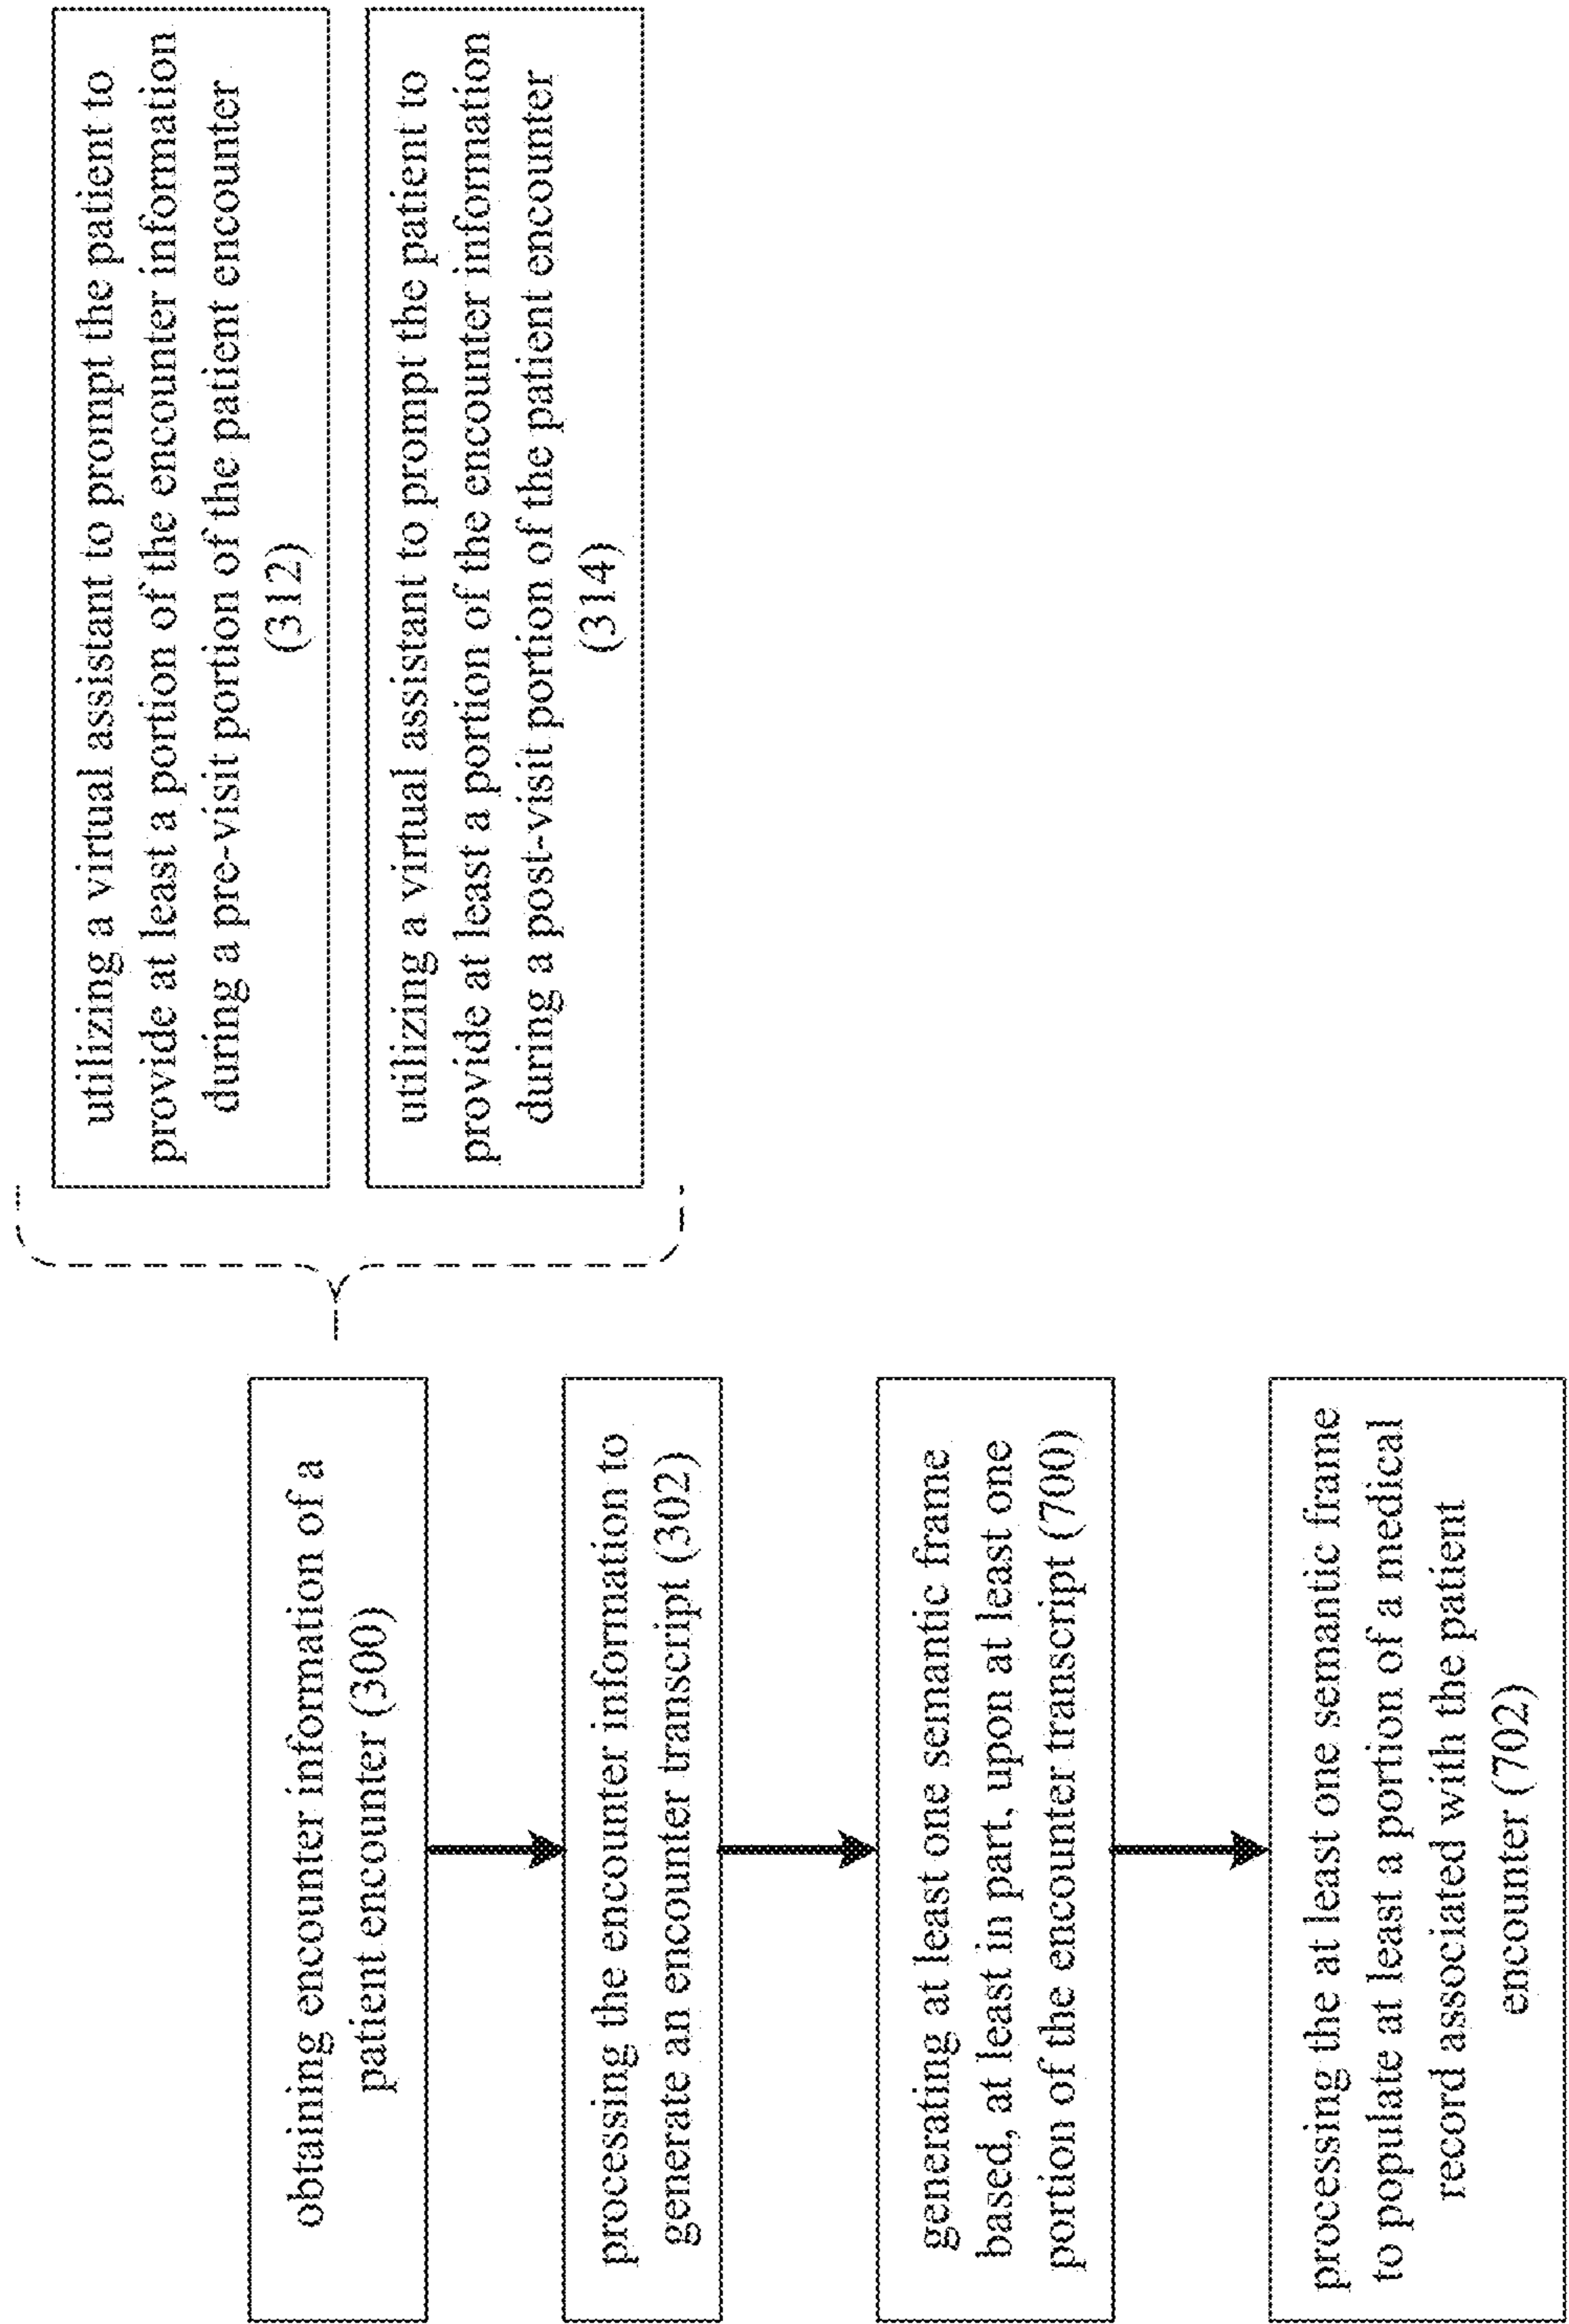 obtaining encounter information of a
patient encounter (300)
utilizing a virtual assistant to prompt the patient to
provide at least a portion of the encounter information
during a pre-visit portion of the patient encounter
(312)
utilizing a virtual assistant to prompt the patient to
provide at least a portion of the encounter information
during a post-visit portion of the patient encounter
(314)
processing the encounter information to
generate an encounter transcript (302)
generating at least one semantic frame
based, at least in part, upon at least one
portion of the encounter transcript (700)
processing the at least one semantic frame
to populate at least a portion of a medical
record associated with the patient
encounter (702)